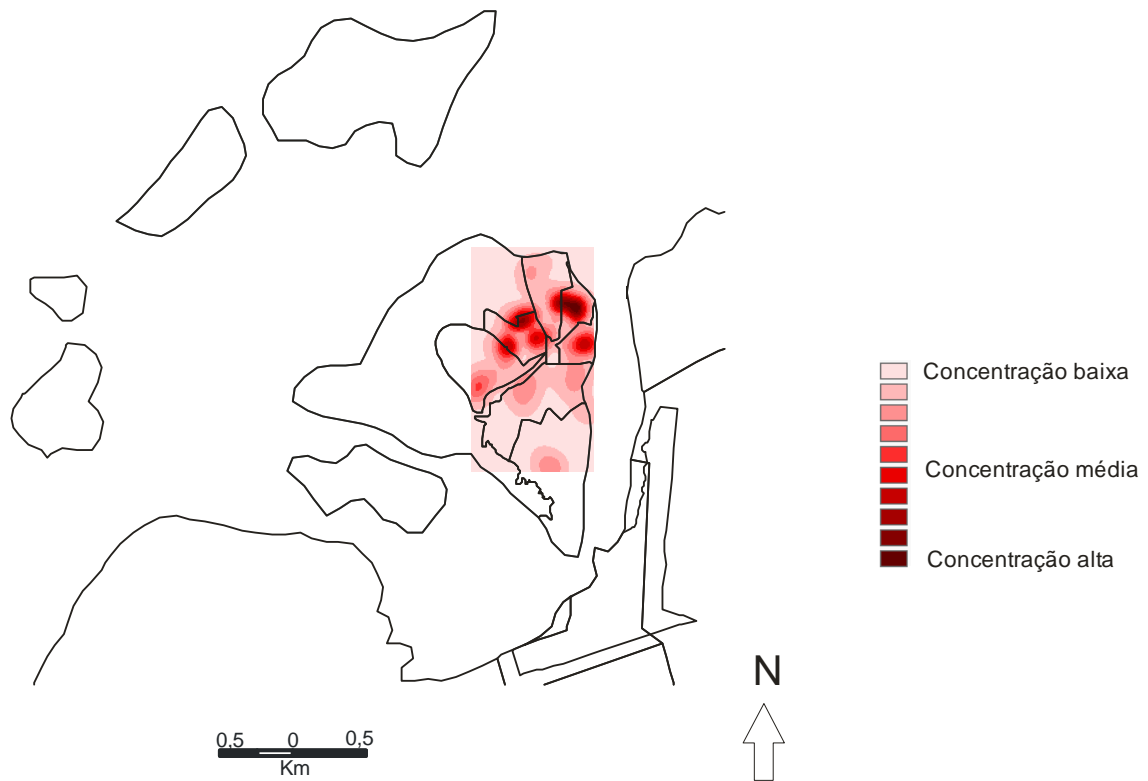 Concentração baixa
Concentração média
Concentração alta
N
0,5 0 0,5
Km